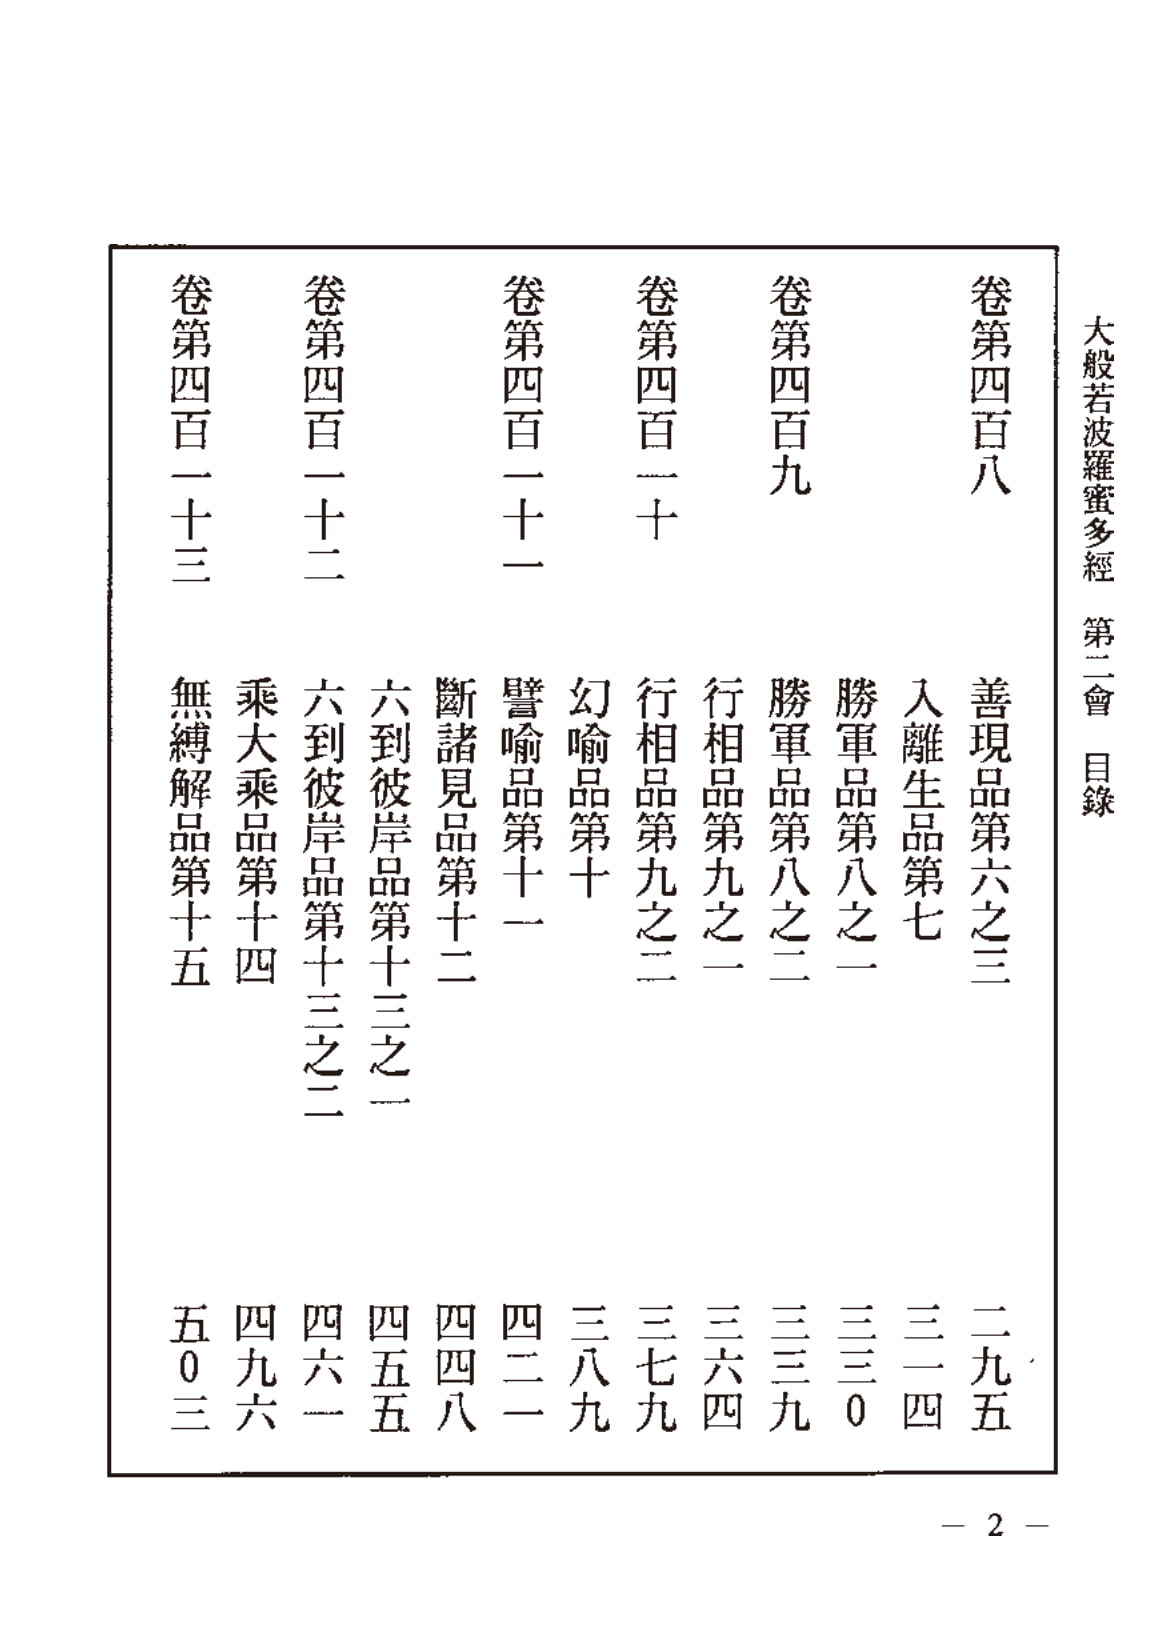 大般若波羅蜜多經　第二會　目錄
卷第四百八　善現品第六之三　二九五
入離生品第七　三一四
勝軍品第八之一　三三0
卷第四百九　勝軍品第八之二　三三九
行相品第九之一　三六四
卷第四百一十　行相品第九之二　三七九
幻喻品第十　三八九
卷第四百一十一　譬喻品第十一　四二一
斷諸見品第十二　四四八
六到彼岸品第十三之一　四五五
卷第四百一十二　六到彼岸品第十三之二　四六一
乘大乘品第十四　四九六
卷第四百一十三　無縛解品第十五　五0三
— 2 —